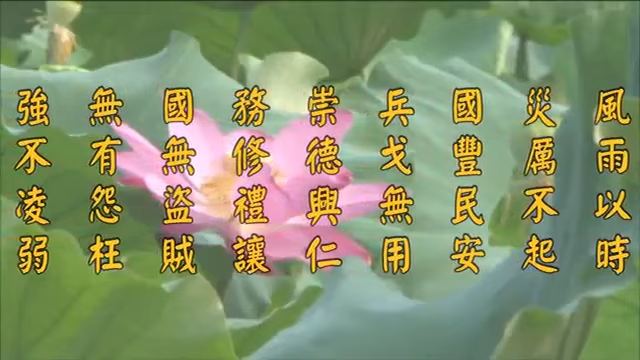 風雨以時
災厲不起
國豐民安
兵戈無用
崇德興仁
務修禮讓
國無盜賊
無有怨枉
強不凌弱